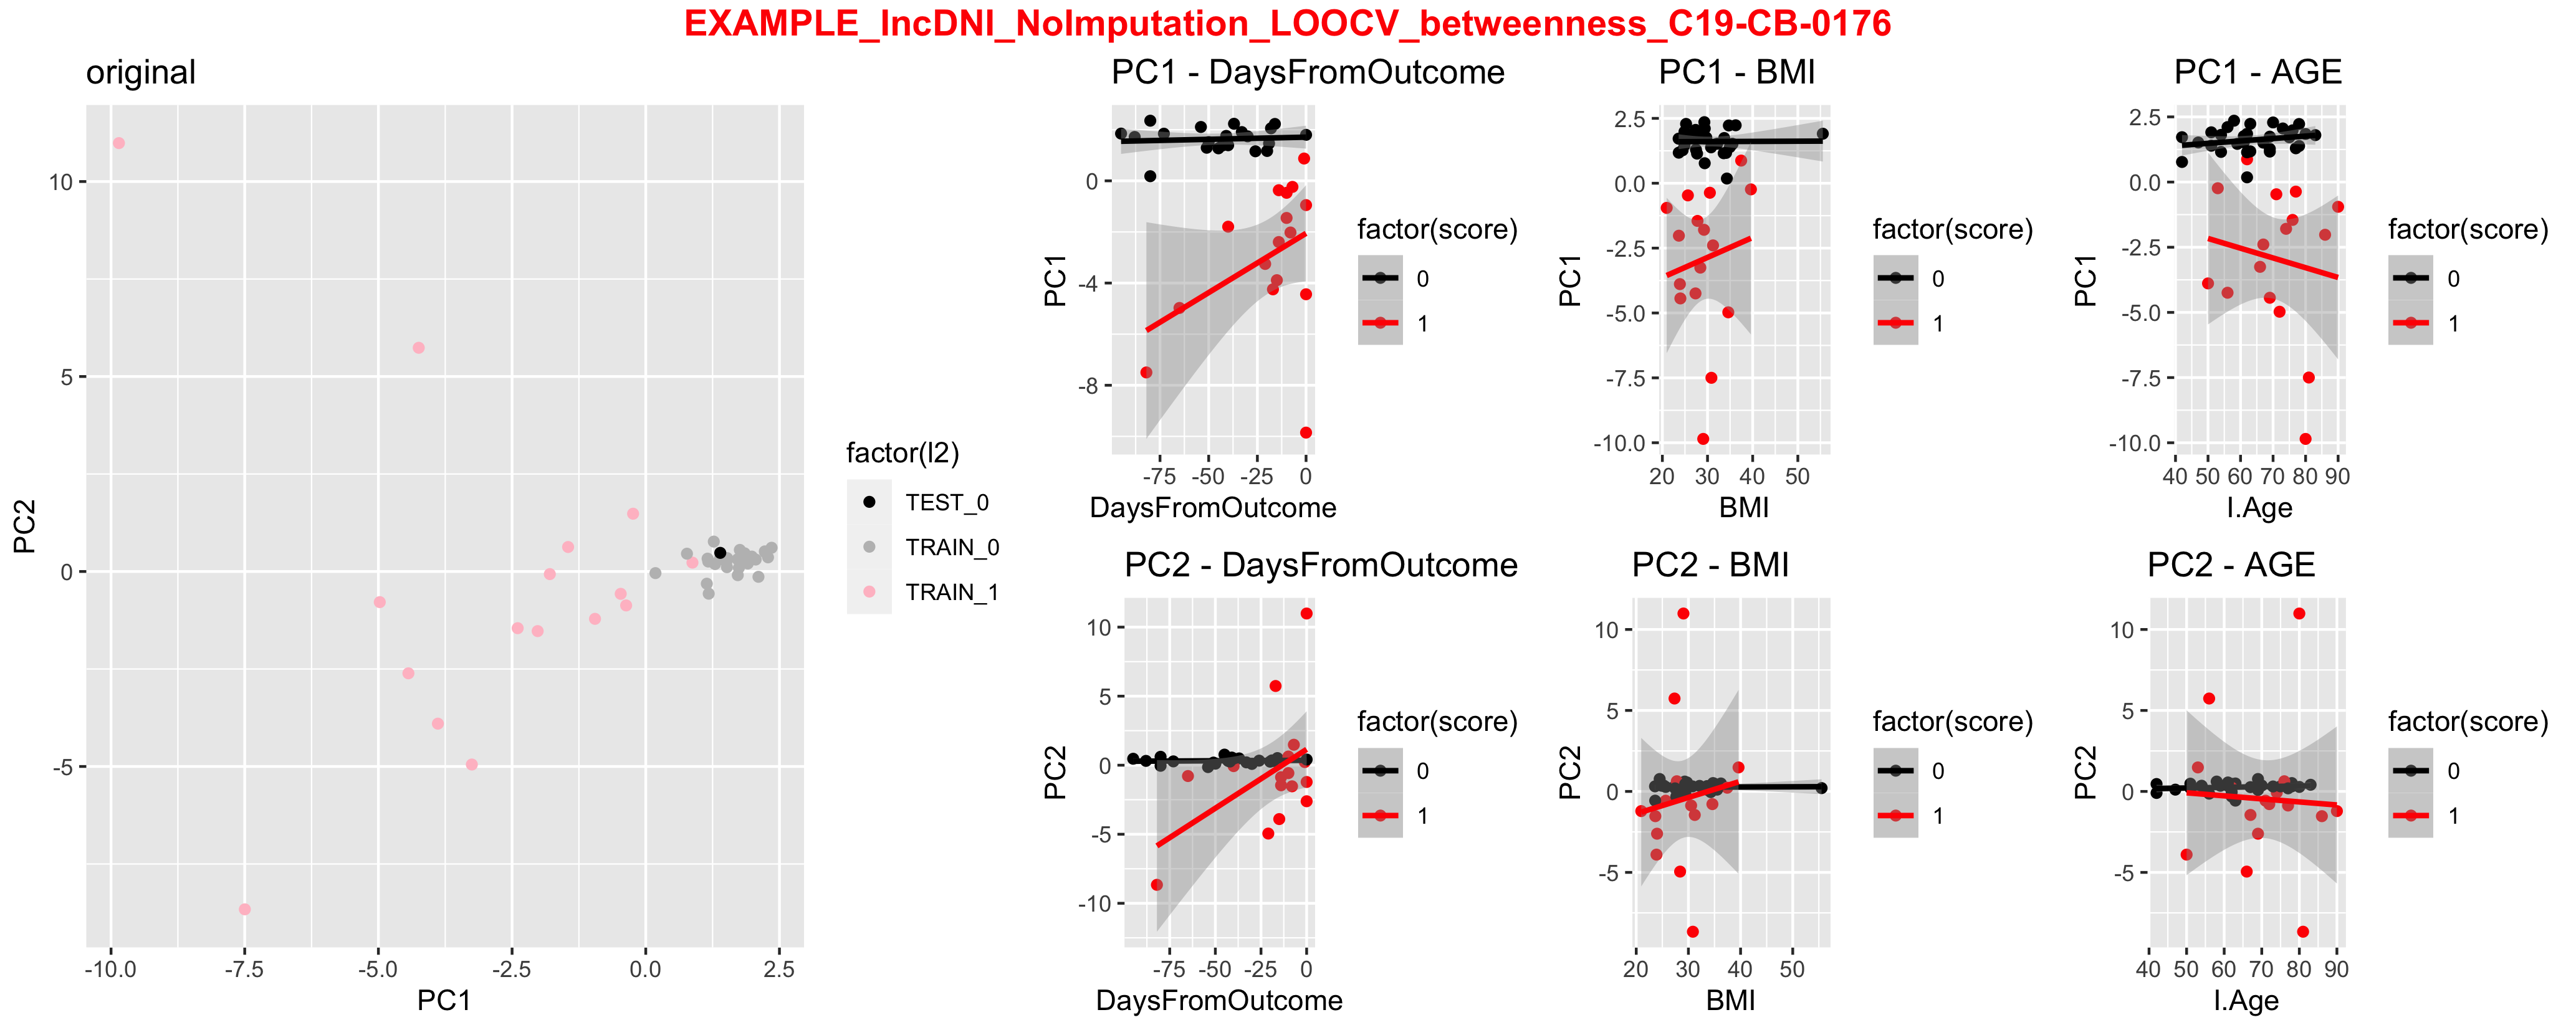 EXAMPLE_IncDNI_NoImputation_LOOCV_betweenness_C19-CB-0176
original
10
5
0
-5
-10.0 -7.5 -5.0 -2.5 0.0 2.5
PC1
PC2
factor(l2)
TEST_0
TRAIN_0
TRAIN_1
PC1 - DaysFromOutcome
0
-4
-8
-75 -50 -25 0
DaysFromOutcome
PC1
factor(score)
0
1
PC1 - BMI
2.5
0.0
-2.5
-5.0
-7.5
-10.0
20 30 40 50
BMI
PC1
factor(score)
0
1
PC1 - AGE
2.5
0.0
-2.5
-5.0
-7.5
-10.0
40 50 60 70 80 90
I.Age
PC1
factor(score)
0
1
PC2 - DaysFromOutcome
10
5
0
-5
-10
-75 -50 -25 0
DaysFromOutcome
PC2
factor(score)
0
1
PC2 - BMI
10
5
0
-5
20 30 40 50
BMI
PC2
factor(score)
0
1
PC2 - AGE
10
5
0
-5
40 50 60 70 80 90
I.Age
PC2
factor(score)
0
1